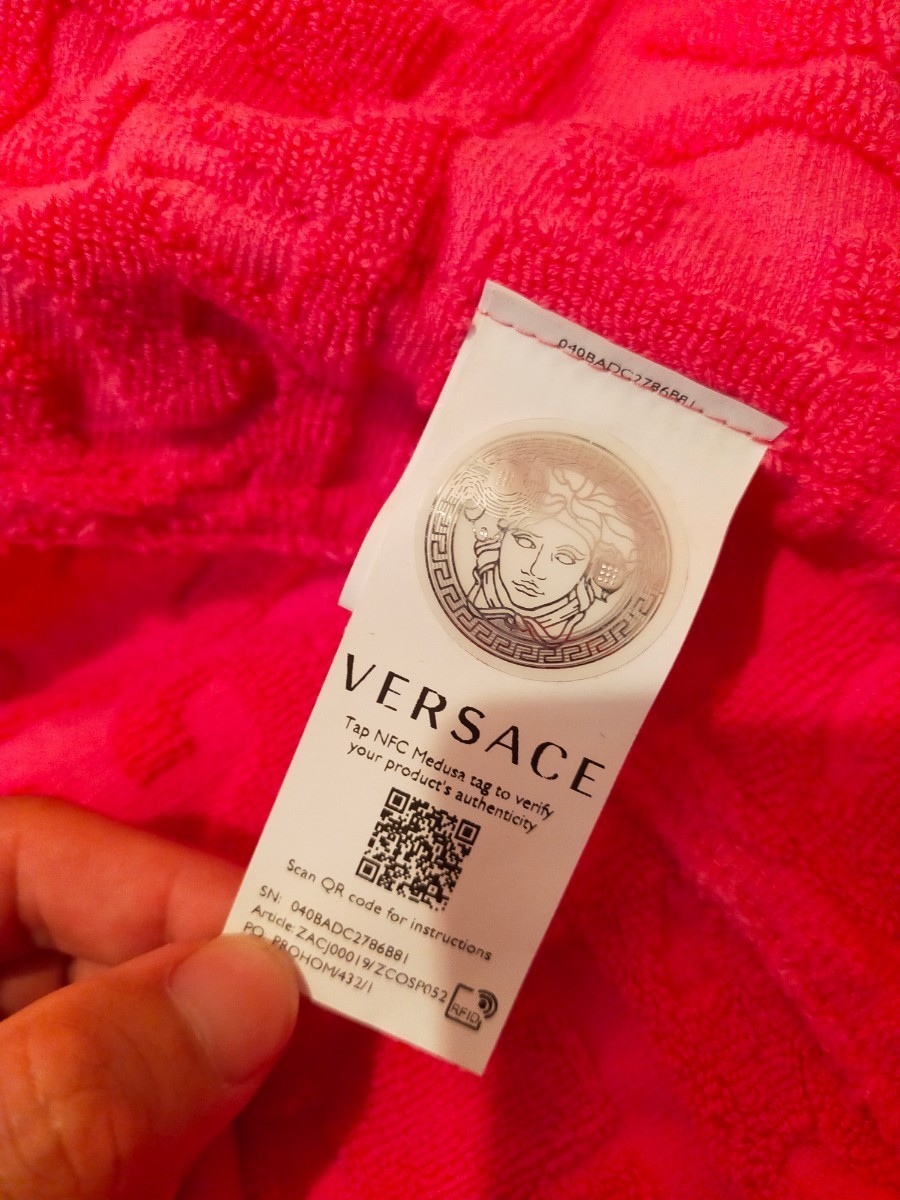 040BADC2786B81
VERSACE
Tap NFC Medusa tag to verify
your product's authenticity
Scan QR code for instructions
SN: 040BADC2786B81
Article: ZACJ00019/ZCOSP052
PO PROHOM/432/1
RFID